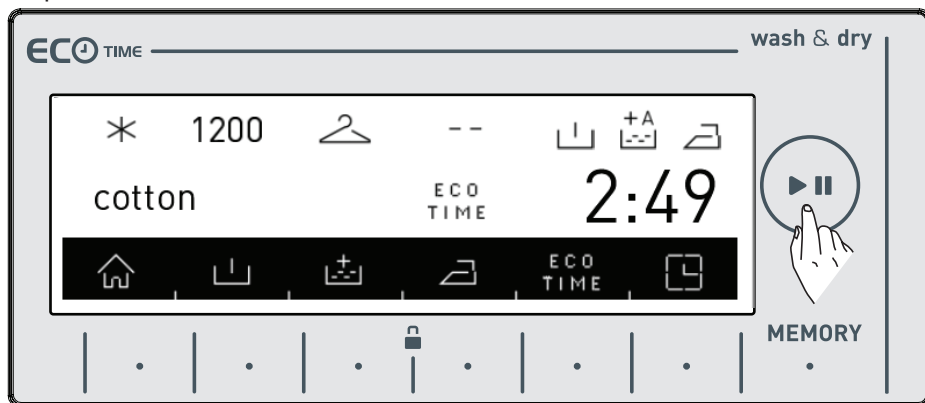 ECO TIME
wash & dry
1200 -- +A
cotton ECO TIME 2:49
ECO TIME
MEMORY